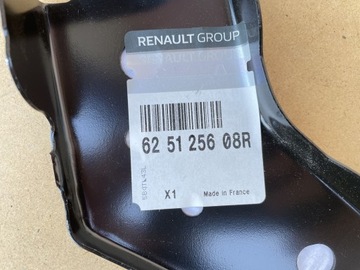 RENAULT GROUP
62 51 256 08R
X1
Made in France